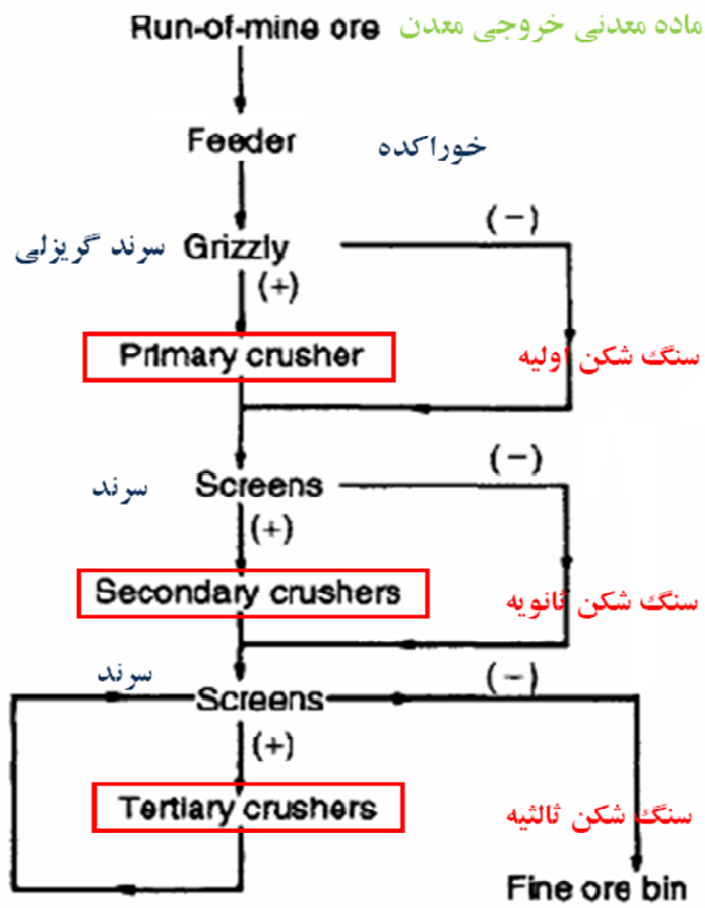 Run-of-mine ore ماده معدنی خروجی معدن
Feeder خوراکده
(-)
سرند گریزلی Grizzly
(+)
Primary crusher سنگ شکن اولیه
(-)
سرند Screens
(+)
Secondary crushers سنگ شکن ثانویه
سرند (-)
Screens
(+)
Tertiary crushers سنگ شکن ثالثیه
Fine ore bin